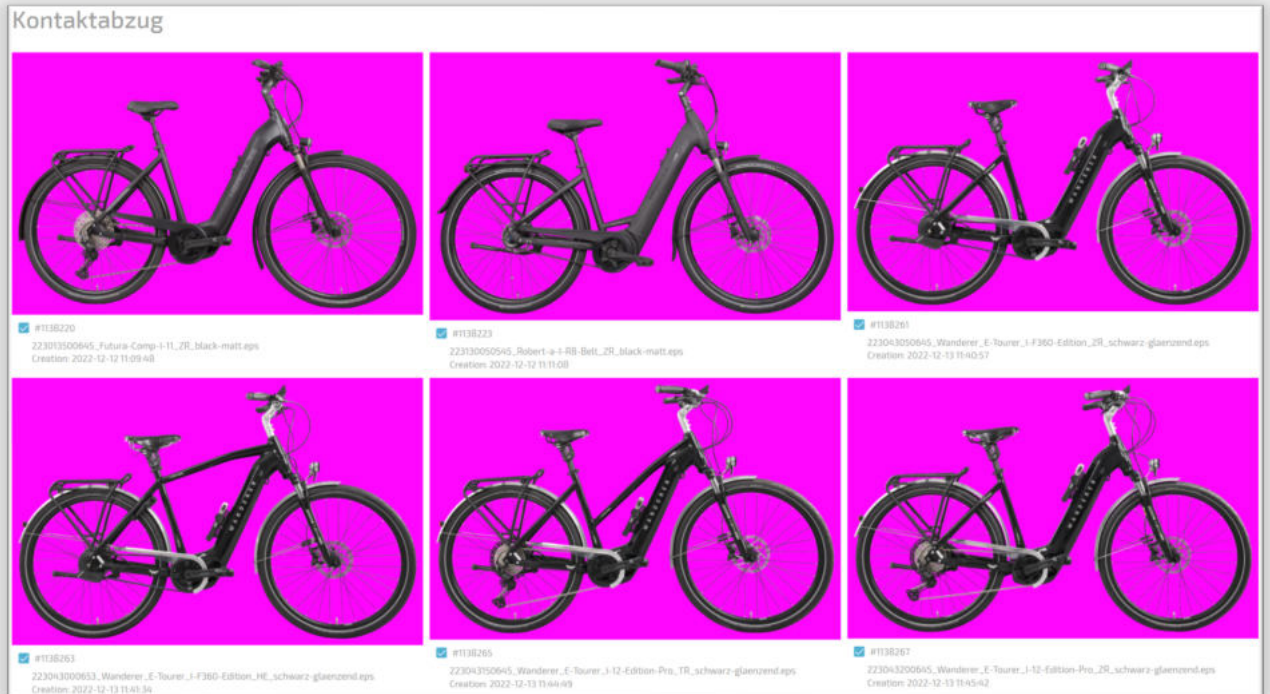 Kontaktabzug
#1138220
223013500645_Futura-Comp-I-11_ZR_black-matt.eps
Creation: 2022-12-12 11:09:48
#1138223
223130050545_Robert-a-I-R8-Belt_ZR_black-matt.eps
Creation: 2022-12-12 11:11:08
#1138261
223043050645_Wanderer_E-Tourer_I-F360-Edition_ZR_schwarz-glaenzend.eps
Creation: 2022-12-13 11:40:57
WANDERER
#1138263
223043000653_Wanderer_E-Tourer_I-F360-Edition_HE_schwarz-glaenzend.eps
Creation: 2022-12-13 11:41:34
WANDERER
#1138265
223043150645_Wanderer_E-Tourer_I-12-Edition-Pro_TR_schwarz-glaenzend.eps
Creation: 2022-12-13 11:44:49
WANDERER
#1138267
223043200645_Wanderer_E-Tourer_I-12-Edition-Pro_ZR_schwarz-glaenzend.eps
Creation: 2022-12-13 11:45:42
WANDERER